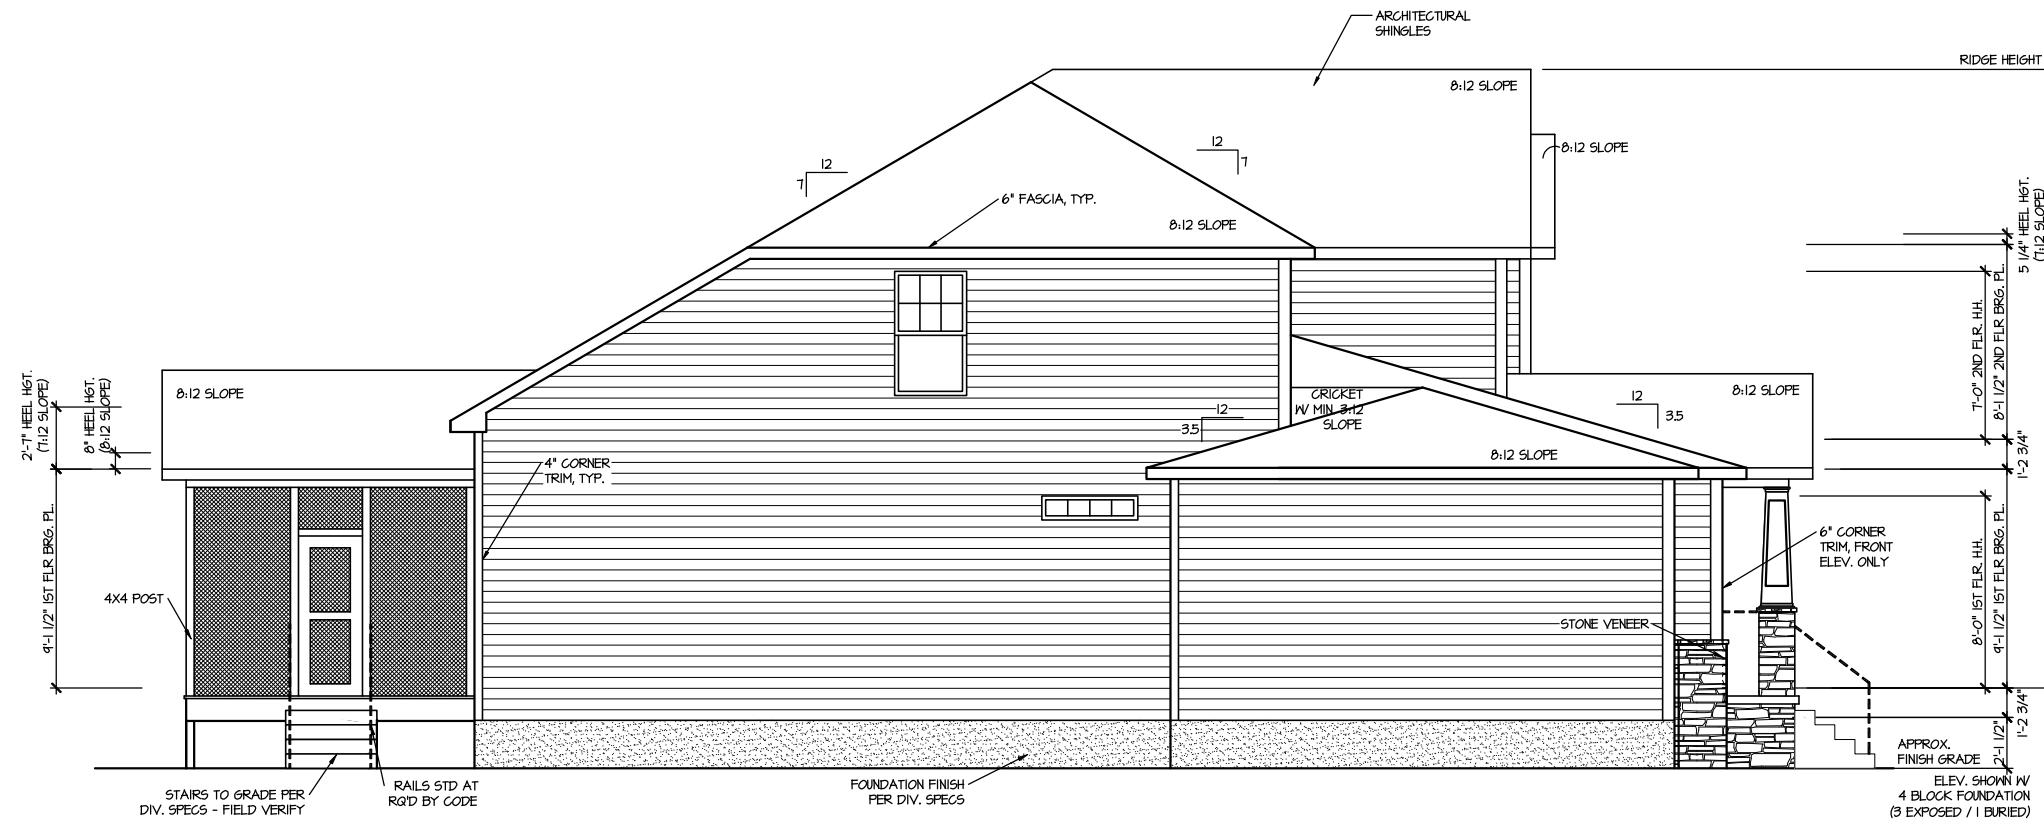 ARCHITECTURAL
SHINGLES
RIDGE HEIGHT
8:12 SLOPE
8:12 SLOPE
12
7
12
7
6" FASCIA, TYP.
8:12 SLOPE
5 1/4" HEEL HGT.
(7:12 SLOPE)
7'-0" 2ND FLR. H.H.
8'-1 1/2" 2ND FLR BRG. PL.
2'-7" HEEL HGT.
(7:12 SLOPE)
8" HEEL HGT.
(8:12 SLOPE)
8:12 SLOPE
CRICKET
W/ MIN. 3:12
SLOPE
12
3.5
12
3.5
8:12 SLOPE
8:12 SLOPE
1'-2 3/4"
4" CORNER
TRIM, TYP.
9'-1 1/2" 1ST FLR BRG. PL.
4X4 POST
6" CORNER
TRIM, FRONT
ELEV. ONLY
STONE VENEER
8'-0" 1ST FLR. H.H.
9'-1 1/2" 1ST FLR BRG. PL.
1'-2 3/4"
2'-1 1/2"
APPROX.
FINISH GRADE
ELEV. SHOWN W/
4 BLOCK FOUNDATION
(3 EXPOSED / 1 BURIED)
STAIRS TO GRADE PER
DIV. SPECS - FIELD VERIFY
RAILS STD AT
RQ'D BY CODE
FOUNDATION FINISH
PER DIV. SPECS